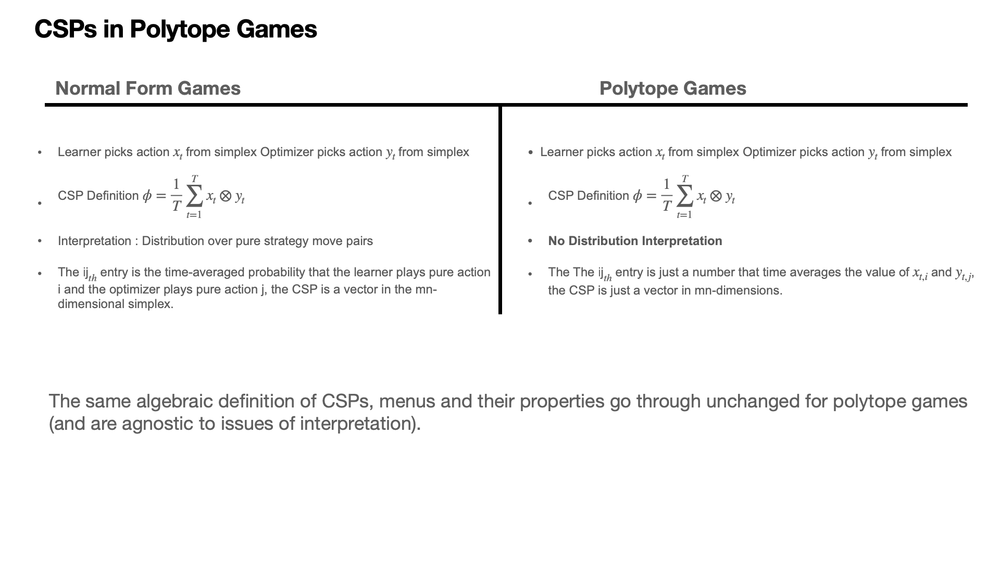 CSPs in Polytope Games
Normal Form Games
• Learner picks action x_t from simplex Optimizer picks action y_t from simplex
• CSP Definition ϕ = \frac{1}{T} \sum_{t=1}^{T} x_t ⊗ y_t
• Interpretation : Distribution over pure strategy move pairs
• The ij_{th} entry is the time-averaged probability that the learner plays pure action
i and the optimizer plays pure action j, the CSP is a vector in the mn-
dimensional simplex.
Polytope Games
• Learner picks action x_t from simplex Optimizer picks action y_t from simplex
• CSP Definition ϕ = \frac{1}{T} \sum_{t=1}^{T} x_t ⊗ y_t
• No Distribution Interpretation
• The The ij_{th} entry is just a number that time averages the value of x_{t,i} and y_{t,j},
the CSP is just a vector in mn-dimensions.
The same algebraic definition of CSPs, menus and their properties go through unchanged for polytope games
(and are agnostic to issues of interpretation).